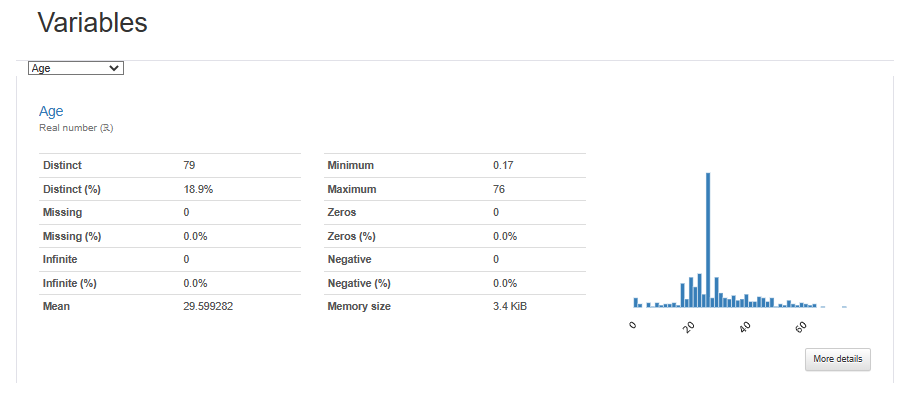 Variables
Age
Age
Real number (ℝ)
Distinct 79
Distinct (%) 18.9%
Missing 0
Missing (%) 0.0%
Infinite 0
Infinite (%) 0.0%
Mean 29.599282
Minimum 0.17
Maximum 76
Zeros 0
Zeros (%) 0.0%
Negative 0
Negative (%) 0.0%
Memory size 3.4 KiB
0 20 40 60
More details